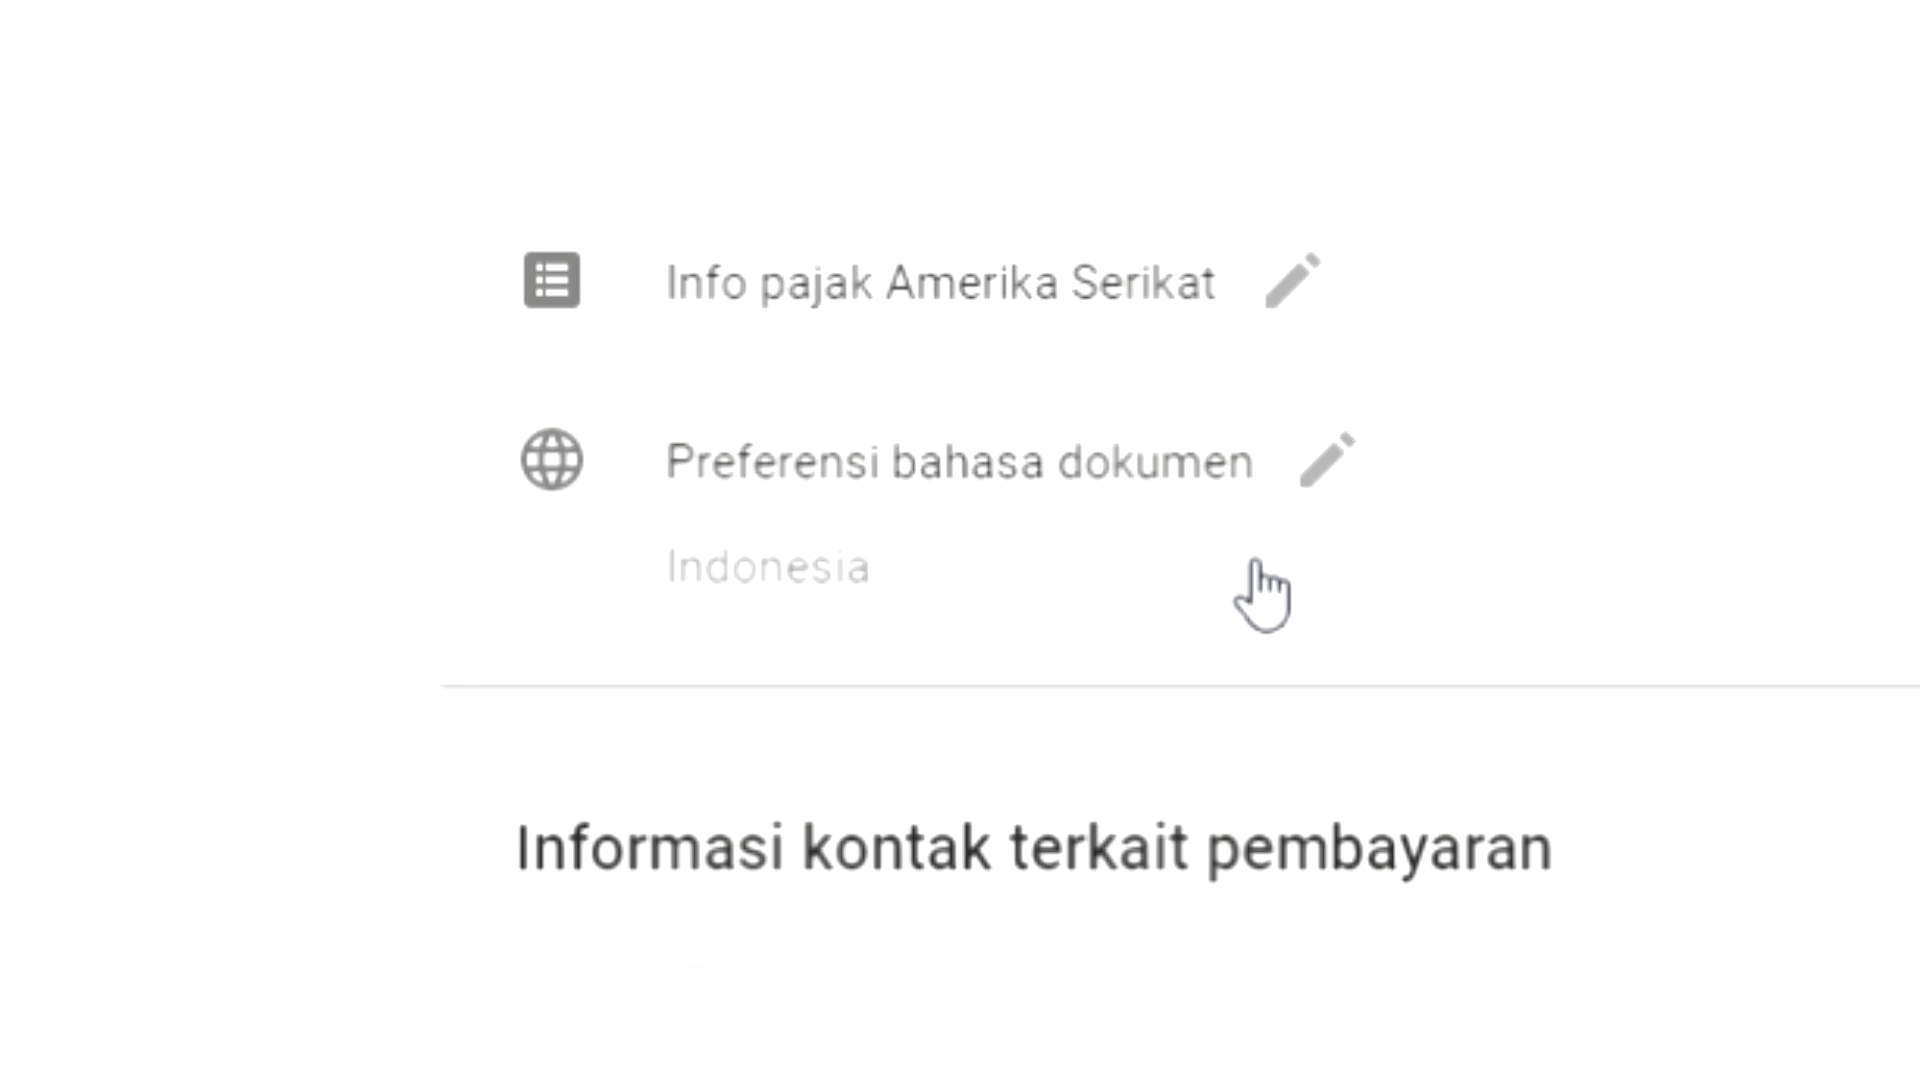 Info pajak Amerika Serikat
Preferensi bahasa dokumen
Indonesia
Informasi kontak terkait pembayaran